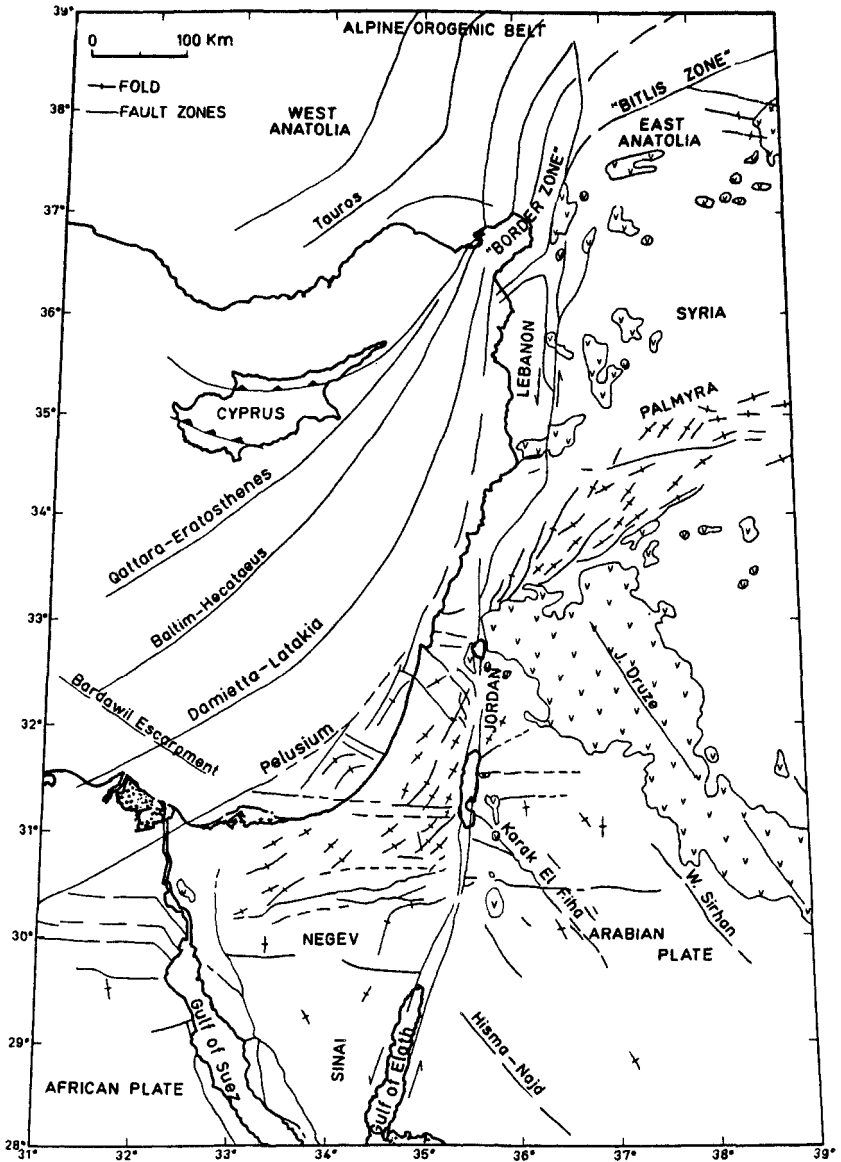 39°
ALPINE OROGENIC BELT
0 100 Km
FOLD
FAULT ZONES
WEST
ANATOLIA
"BITLIS ZONE"
EAST
ANATOLIA
38°
Tauros
"BORDER ZONE"
37°
36°
SYRIA
LEBANON
PALMYRA
35°
CYPRUS
Qattara-Eratosthenes
34°
Baltim-Hecataeus
33°
Damietta-Latakia
Bardawil Escarpment
J. Druze
JORDAN
32°
Pelusium
31°
Karak El Fiha
W. Sirhan
ARABIAN
PLATE
NEGEV
30°
Gulf of Suez
Hisma-Najd
29°
SINAI
Gulf of Elath
AFRICAN PLATE
28°
31° 32° 33° 34° 35° 36° 37° 38° 39°